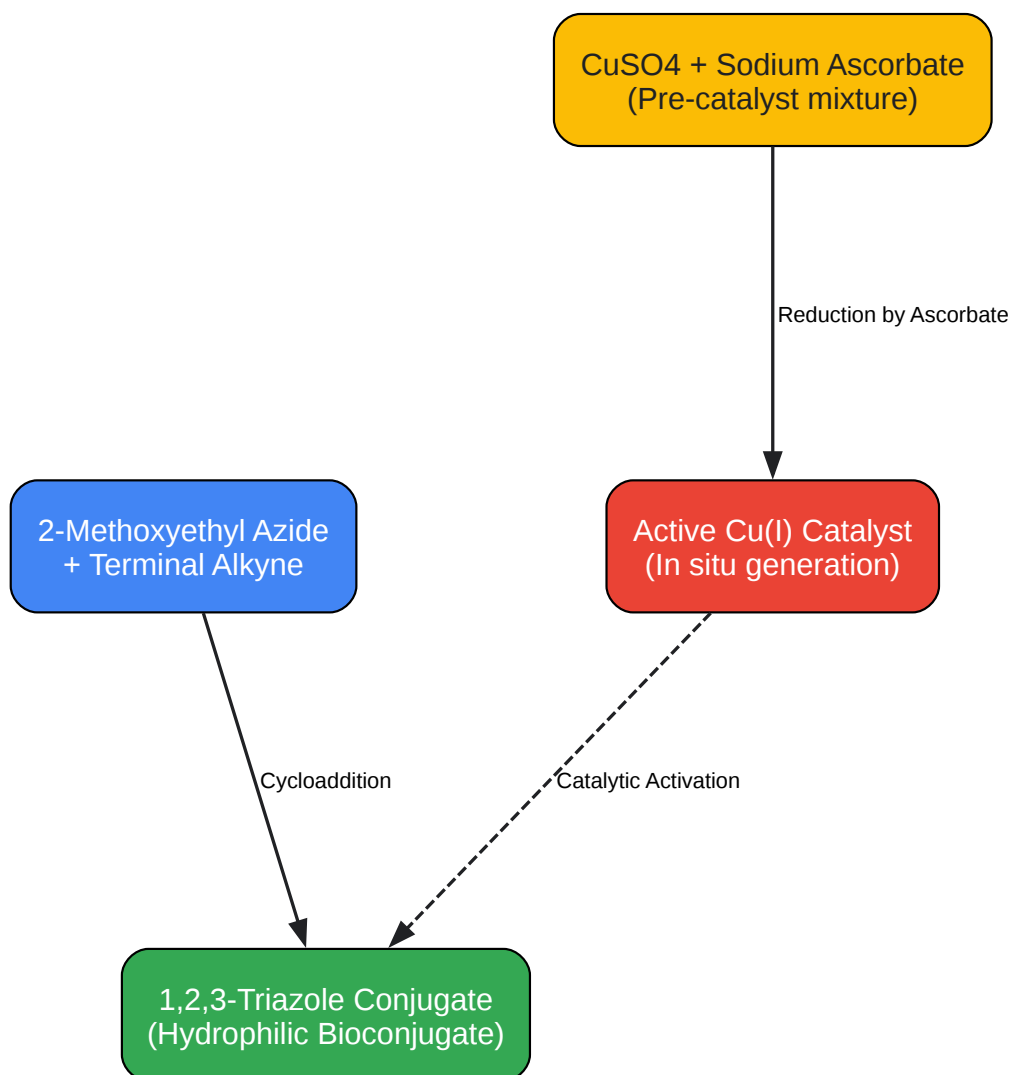 CuSO4 + Sodium Ascorbate
(Pre-catalyst mixture)
Reduction by Ascorbate
2-Methoxyethyl Azide
+ Terminal Alkyne
Active Cu(I) Catalyst
(In situ generation)
Cycloaddition
Catalytic Activation
1,2,3-Triazole Conjugate
(Hydrophilic Bioconjugate)